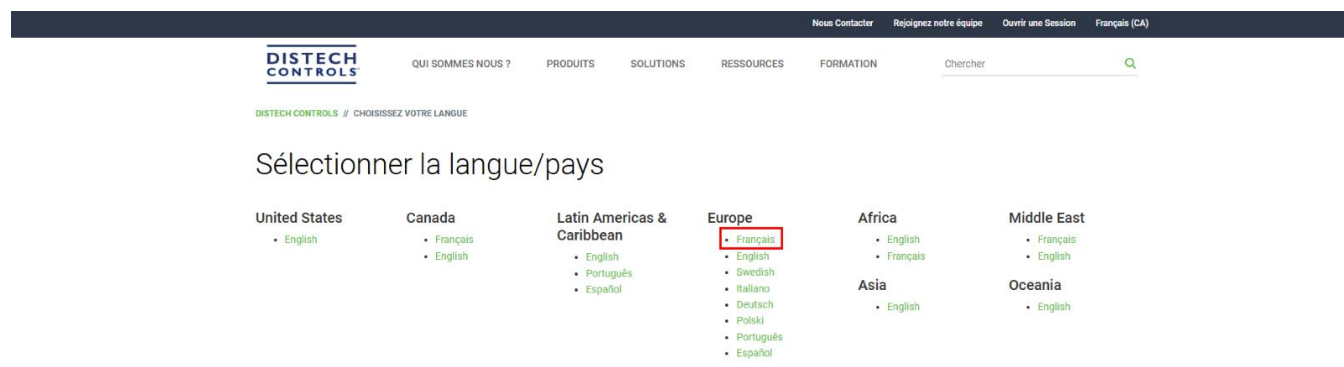 Nous Contacter Rejoignez notre équipe Ouvrir une Session Français (CA)
DISTECH CONTROLS™
QUI SOMMES NOUS ? PRODUITS SOLUTIONS RESSOURCES FORMATION Chercher
DISTECH CONTROLS // CHOISISSEZ VOTRE LANGUE
Sélectionner la langue/pays
United States
• English
Canada
• Français
• English
Latin Americas &
Caribbean
• English
• Português
• Español
Europe
• Français
• English
• Swedish
• Italiano
• Deutsch
• Polski
• Português
• Español
Africa
• English
• Français
Asia
• English
Middle East
• Français
• English
Oceania
• English